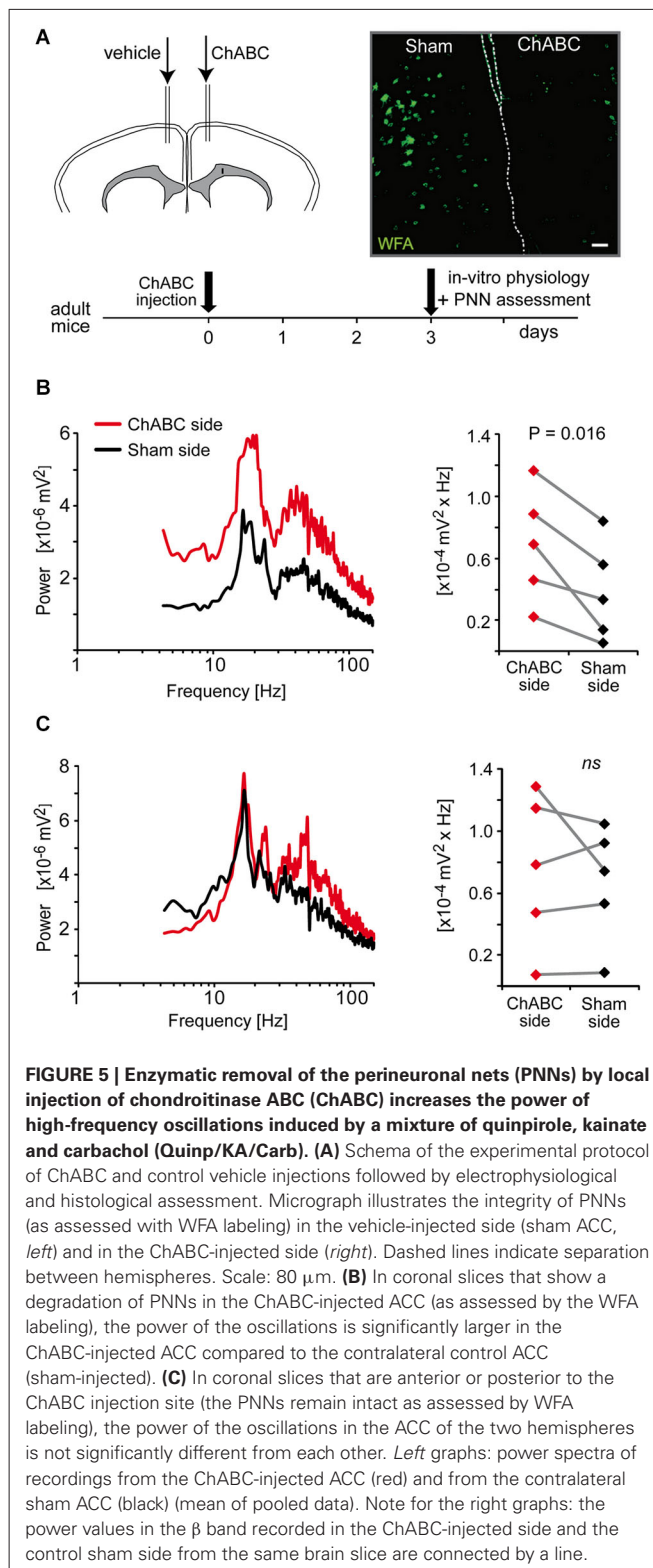 A
vehicle ChABC
Sham ChABC
WFA
ChABC
injection
in-vitro physiology
+ PNN assessment
adult
mice
0 1 2 3 days
B
ChABC side
Sham side
Power [x10-6 mV2]
6
4
2
1 10 100
Frequency [Hz]
P = 0.016
[x10-4 mV2 x Hz]
1.4
1.0
0.6
0.2
ChABC
side
Sham
side
C
Power [x10-6 mV2]
8
6
4
2
1 10 100
Frequency [Hz]
ns
[x10-4 mV2 x Hz]
1.4
1.0
0.6
0.2
ChABC
side
Sham
side
FIGURE 5 | Enzymatic removal of the perineuronal nets (PNNs) by local
injection of chondroitinase ABC (ChABC) increases the power of
high-frequency oscillations induced by a mixture of quinpirole, kainate
and carbachol (Quinp/KA/Carb). (A) Schema of the experimental protocol
of ChABC and control vehicle injections followed by electrophysiological
and histological assessment. Micrograph illustrates the integrity of PNNs
(as assessed with WFA labeling) in the vehicle-injected side (sham ACC,
left) and in the ChABC-injected side (right). Dashed lines indicate separation
between hemispheres. Scale: 80 μm. (B) In coronal slices that show a
degradation of PNNs in the ChABC-injected ACC (as assessed by the WFA
labeling), the power of the oscillations is significantly larger in the
ChABC-injected ACC compared to the contralateral control ACC
(sham-injected). (C) In coronal slices that are anterior or posterior to the
ChABC injection site (the PNNs remain intact as assessed by WFA
labeling), the power of the oscillations in the ACC of the two hemispheres
is not significantly different from each other. Left graphs: power spectra of
recordings from the ChABC-injected ACC (red) and from the contralateral
sham ACC (black) (mean of pooled data). Note for the right graphs: the
power values in the β band recorded in the ChABC-injected side and the
control sham side from the same brain slice are connected by a line.